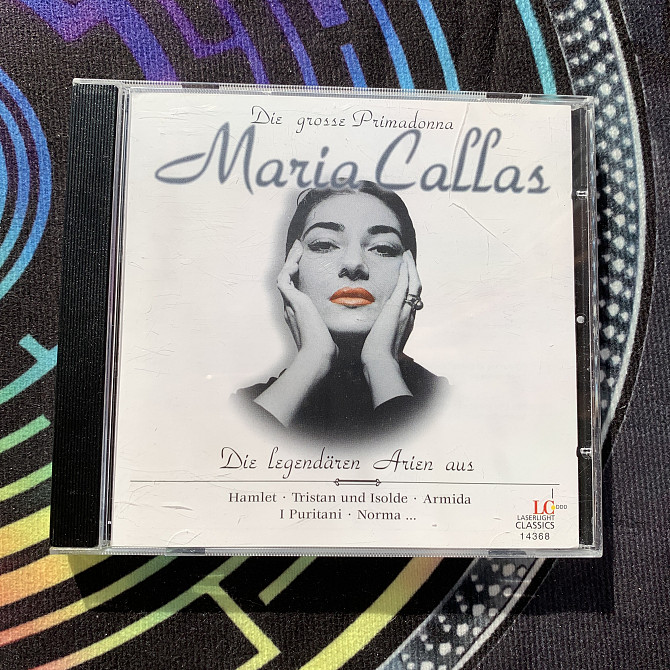 Die grosse Primadonna
Maria Callas
Die legendären Arien aus
Hamlet · Tristan und Isolde · Armida
I Puritani · Norma ...
LC DDD
LASERLIGHT
CLASSICS
14368